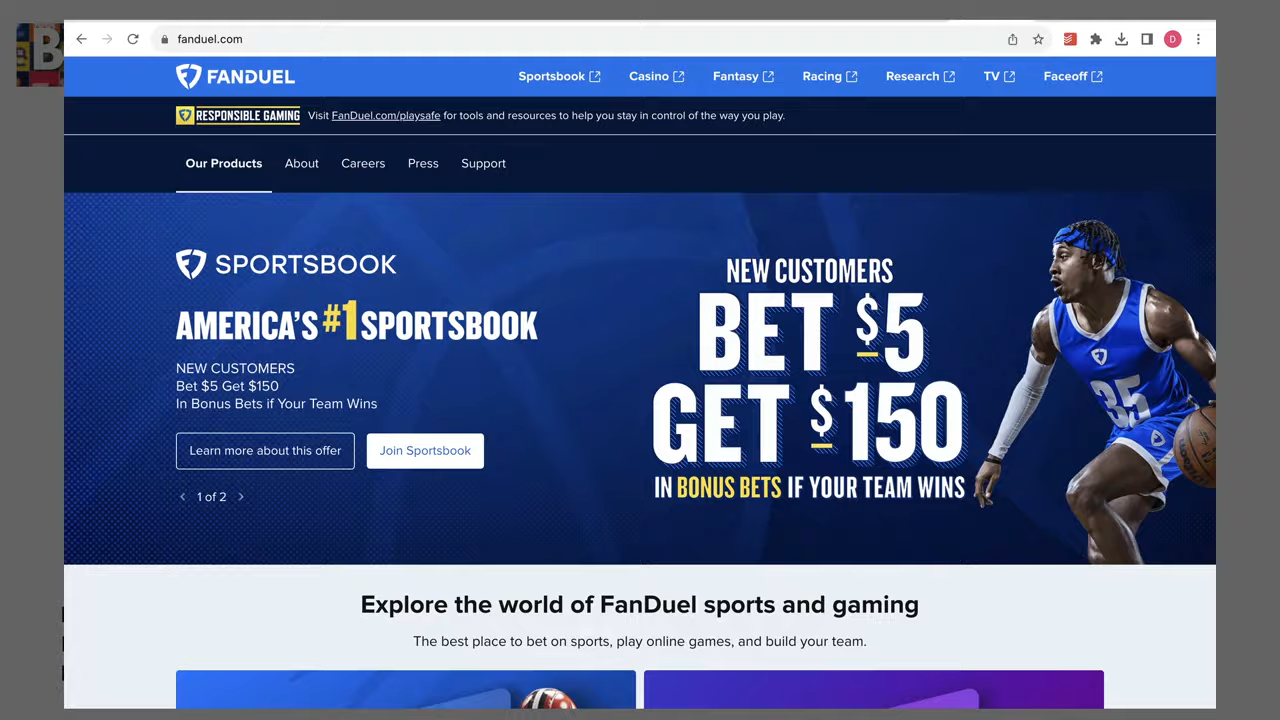 B
fanduel.com
D
FANDUEL
Sportsbook
Casino
Fantasy
Racing
Research
TV
Faceoff
RESPONSIBLE GAMING
Visit FanDuel.com/playsafe for tools and resources to help you stay in control of the way you play.
Our Products
About
Careers
Press
Support
SPORTSBOOK
AMERICA'S #1 SPORTSBOOK
NEW CUSTOMERS
Bet $5 Get $150
In Bonus Bets if Your Team Wins
Learn more about this offer
Join Sportsbook
1 of 2
NEW CUSTOMERS
BET $5
GET $150
IN BONUS BETS IF YOUR TEAM WINS
35
Explore the world of FanDuel sports and gaming
The best place to bet on sports, play online games, and build your team.